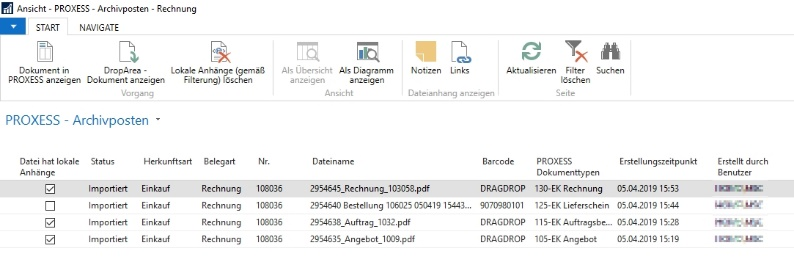 Ansicht - PROXESS - Archivposten - Rechnung
START NAVIGATE
Dokument in PROXESS anzeigen
DropArea - Dokument anzeigen
Lokale Anhänge (gemäß Filterung) löschen
Als Übersicht anzeigen
Als Diagramm anzeigen
Notizen
Links
Aktualisieren
Filter löschen
Suchen
Vorgang Ansicht Dateianhang anzeigen Seite
PROXESS - Archivposten
Datei hat lokale Anhänge Status Herkunftsart Belegart Nr. Dateiname Barcode PROXESS Dokumenttypen Erstellungszeitpunkt Erstellt durch Benutzer
Importiert Einkauf Rechnung 108036 2954645_Rechnung_103058.pdf DRAGDROP 130-EK Rechnung 05.04.2019 15:53
Importiert Einkauf Rechnung 108036 2954640 Bestellung 106025 050419 15443... 9070980101 125-EK Lieferschein 05.04.2019 15:44
Importiert Einkauf Rechnung 108036 2954638_Auftrag_1032.pdf DRAGDROP 115-EK Auftragsbe... 05.04.2019 15:28
Importiert Einkauf Rechnung 108036 2954635_Angebot_1009.pdf DRAGDROP 105-EK Angebot 05.04.2019 15:19